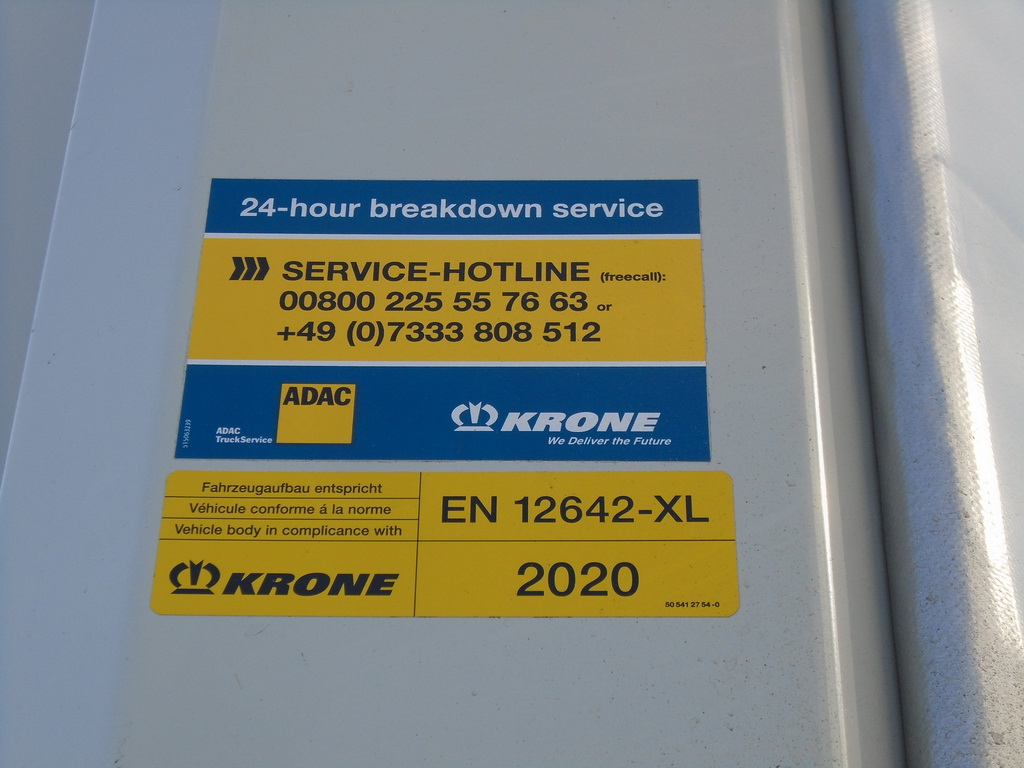 24-hour breakdown service
SERVICE-HOTLINE (freecall):
00800 225 55 76 63 or
+49 (0)7333 808 512
ADAC
ADAC
TruckService
KRONE
We Deliver the Future
Fahrzeugaufbau entspricht
Véhicule conforme á la norme
Vehicle body in complicance with
EN 12642-XL
KRONE
2020
50 541 27 54 -0